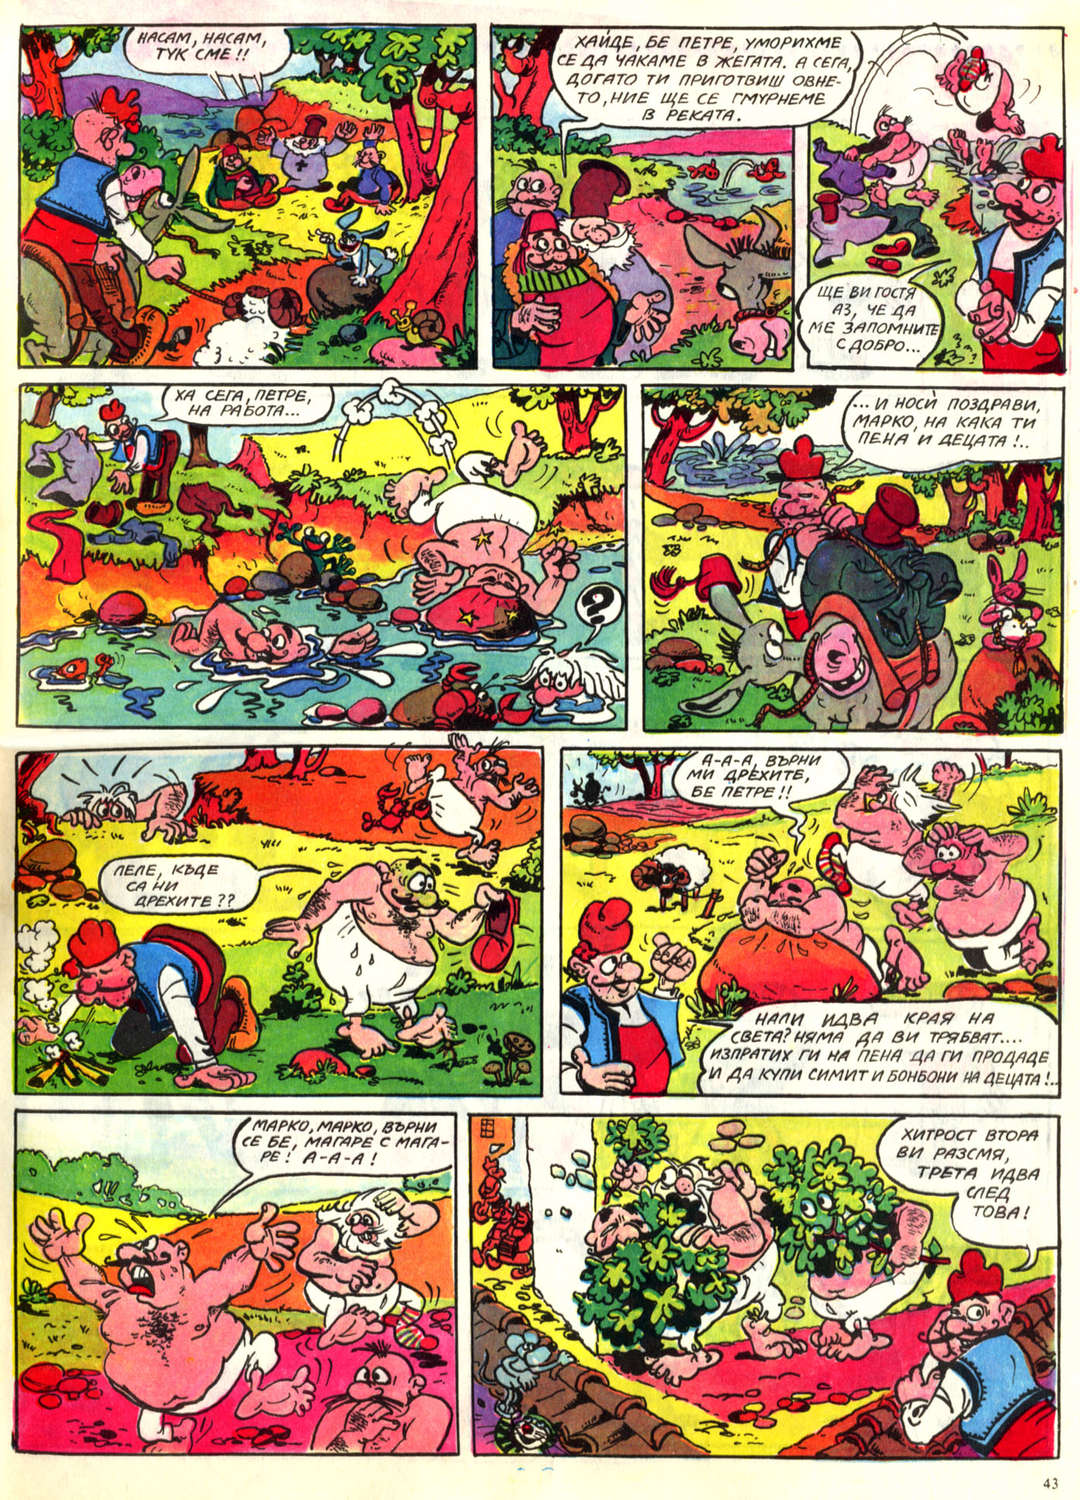 НАСАМ, НАСАМ,
ТУК СМЕ!!
ХАЙДЕ, БЕ ПЕТРЕ, УМОРИХМЕ
СЕ ДА ЧАКАМЕ В ЖЕГАТА. А СЕГА,
ДОГАТО ТИ ПРИГОТВИШ ОВНЕ-
ТО, НИЕ ЩЕ СЕ ГМУРНЕМЕ
В РЕКАТА.
ЩЕ ВИ ГОСТЯ
АЗ, ЧЕ ДА
МЕ ЗАПОМНИТЕ
С ДОБРО...
ХА СЕГА, ПЕТРЕ,
НА РАБОТА...
?
...И НОСЍ ПОЗДРАВИ,
МАРКО, НА КАКА ТИ
ПЕНА И ДЕЦАТА!..
ЛЕЛЕ, КЪДЕ
СА НИ
ДРЕХИТЕ??
А-А-А, ВЪРНИ
МИ ДРЕХИТЕ,
БЕ ПЕТРЕ!!
НАЛИ ИДВА КРАЯ НА
СВЕТА? НЯМА ДА ВИ ТРЯБВАТ....
ИЗПРАТИХ ГИ НА ПЕНА ДА ГИ ПРОДАДЕ
И ДА КУПИ СИМИТ И БОНБОНИ НА ДЕЦАТА!..
МАРКО, МАРКО, ВЪРНИ
СЕ БЕ, МАГАРЕ С МАГА-
РЕ! А-А-А!
ХИТРОСТ ВТОРА
ВИ РАЗСМЯ,
ТРЕТА ИДВА
СЛЕД
ТОВА!
43